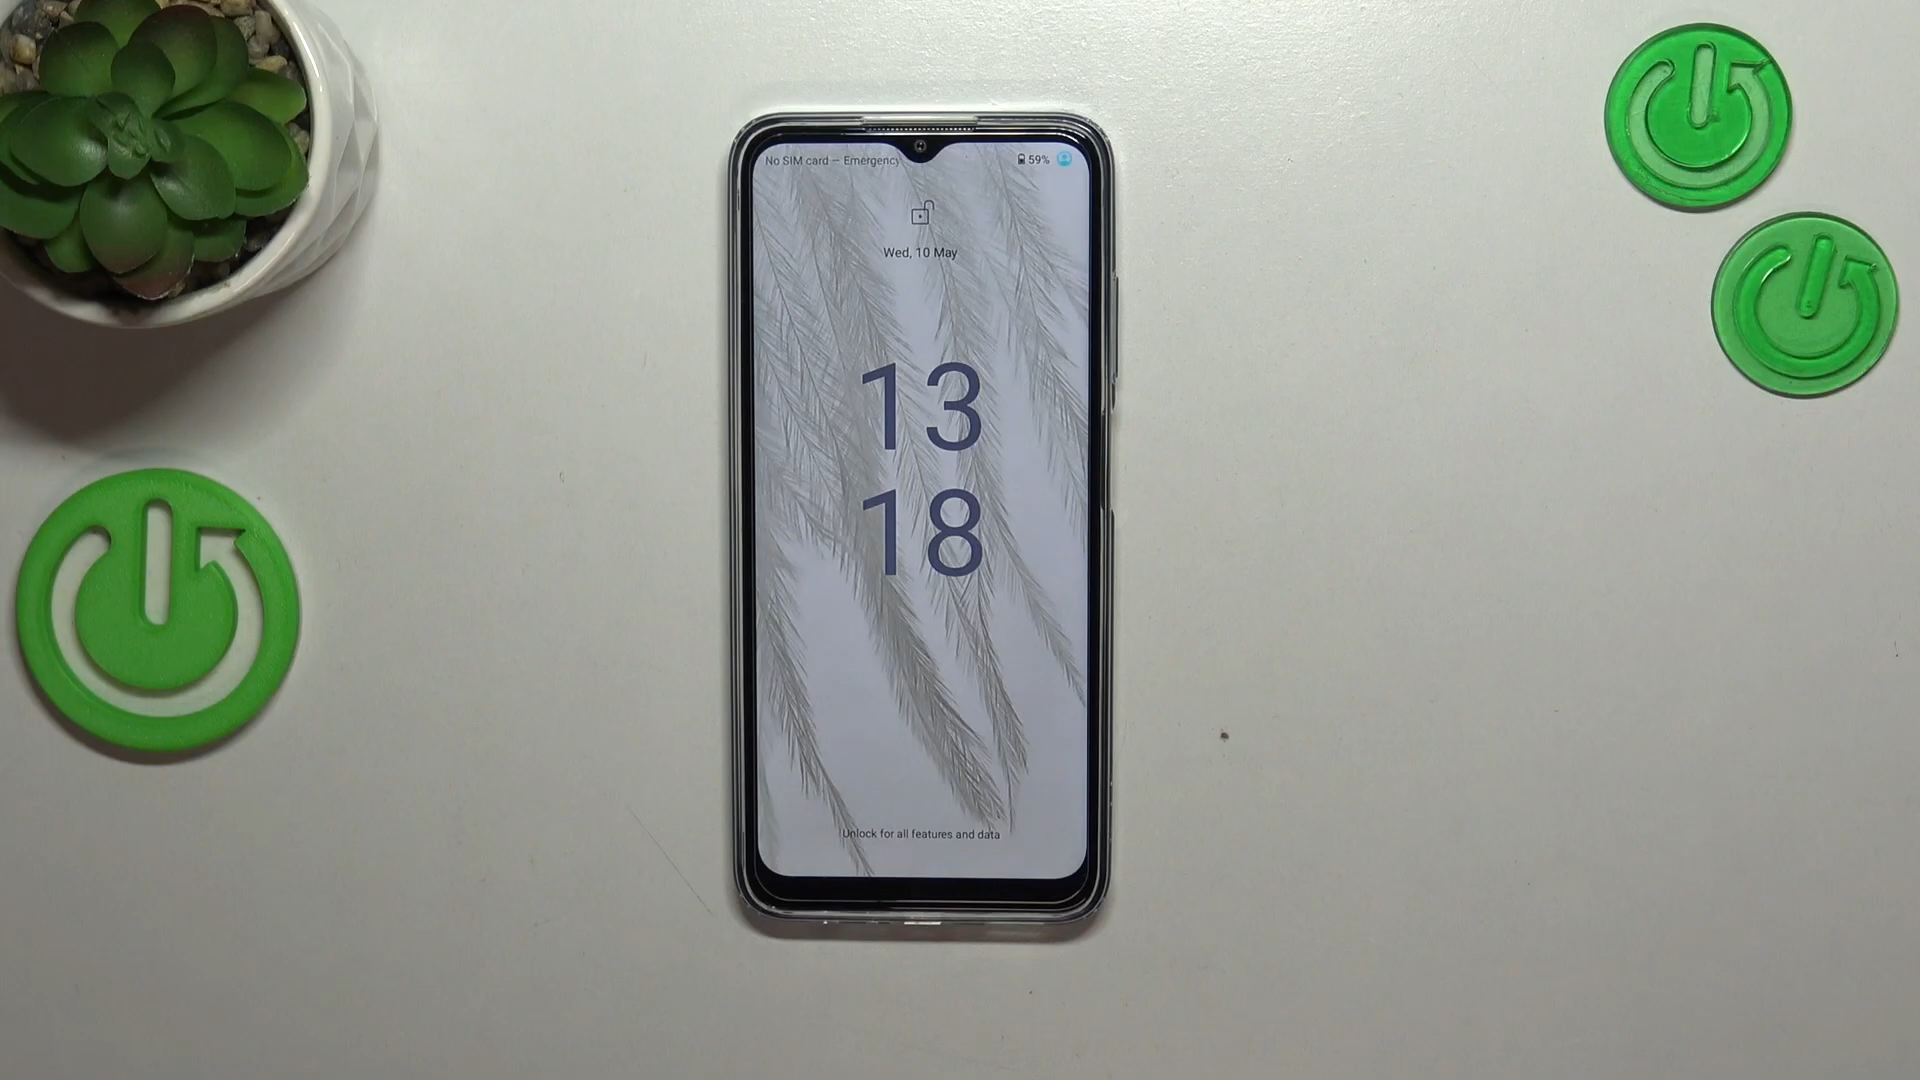 No SIM card — Emergency
59%
Wed, 10 May
13
18
Unlock for all features and data